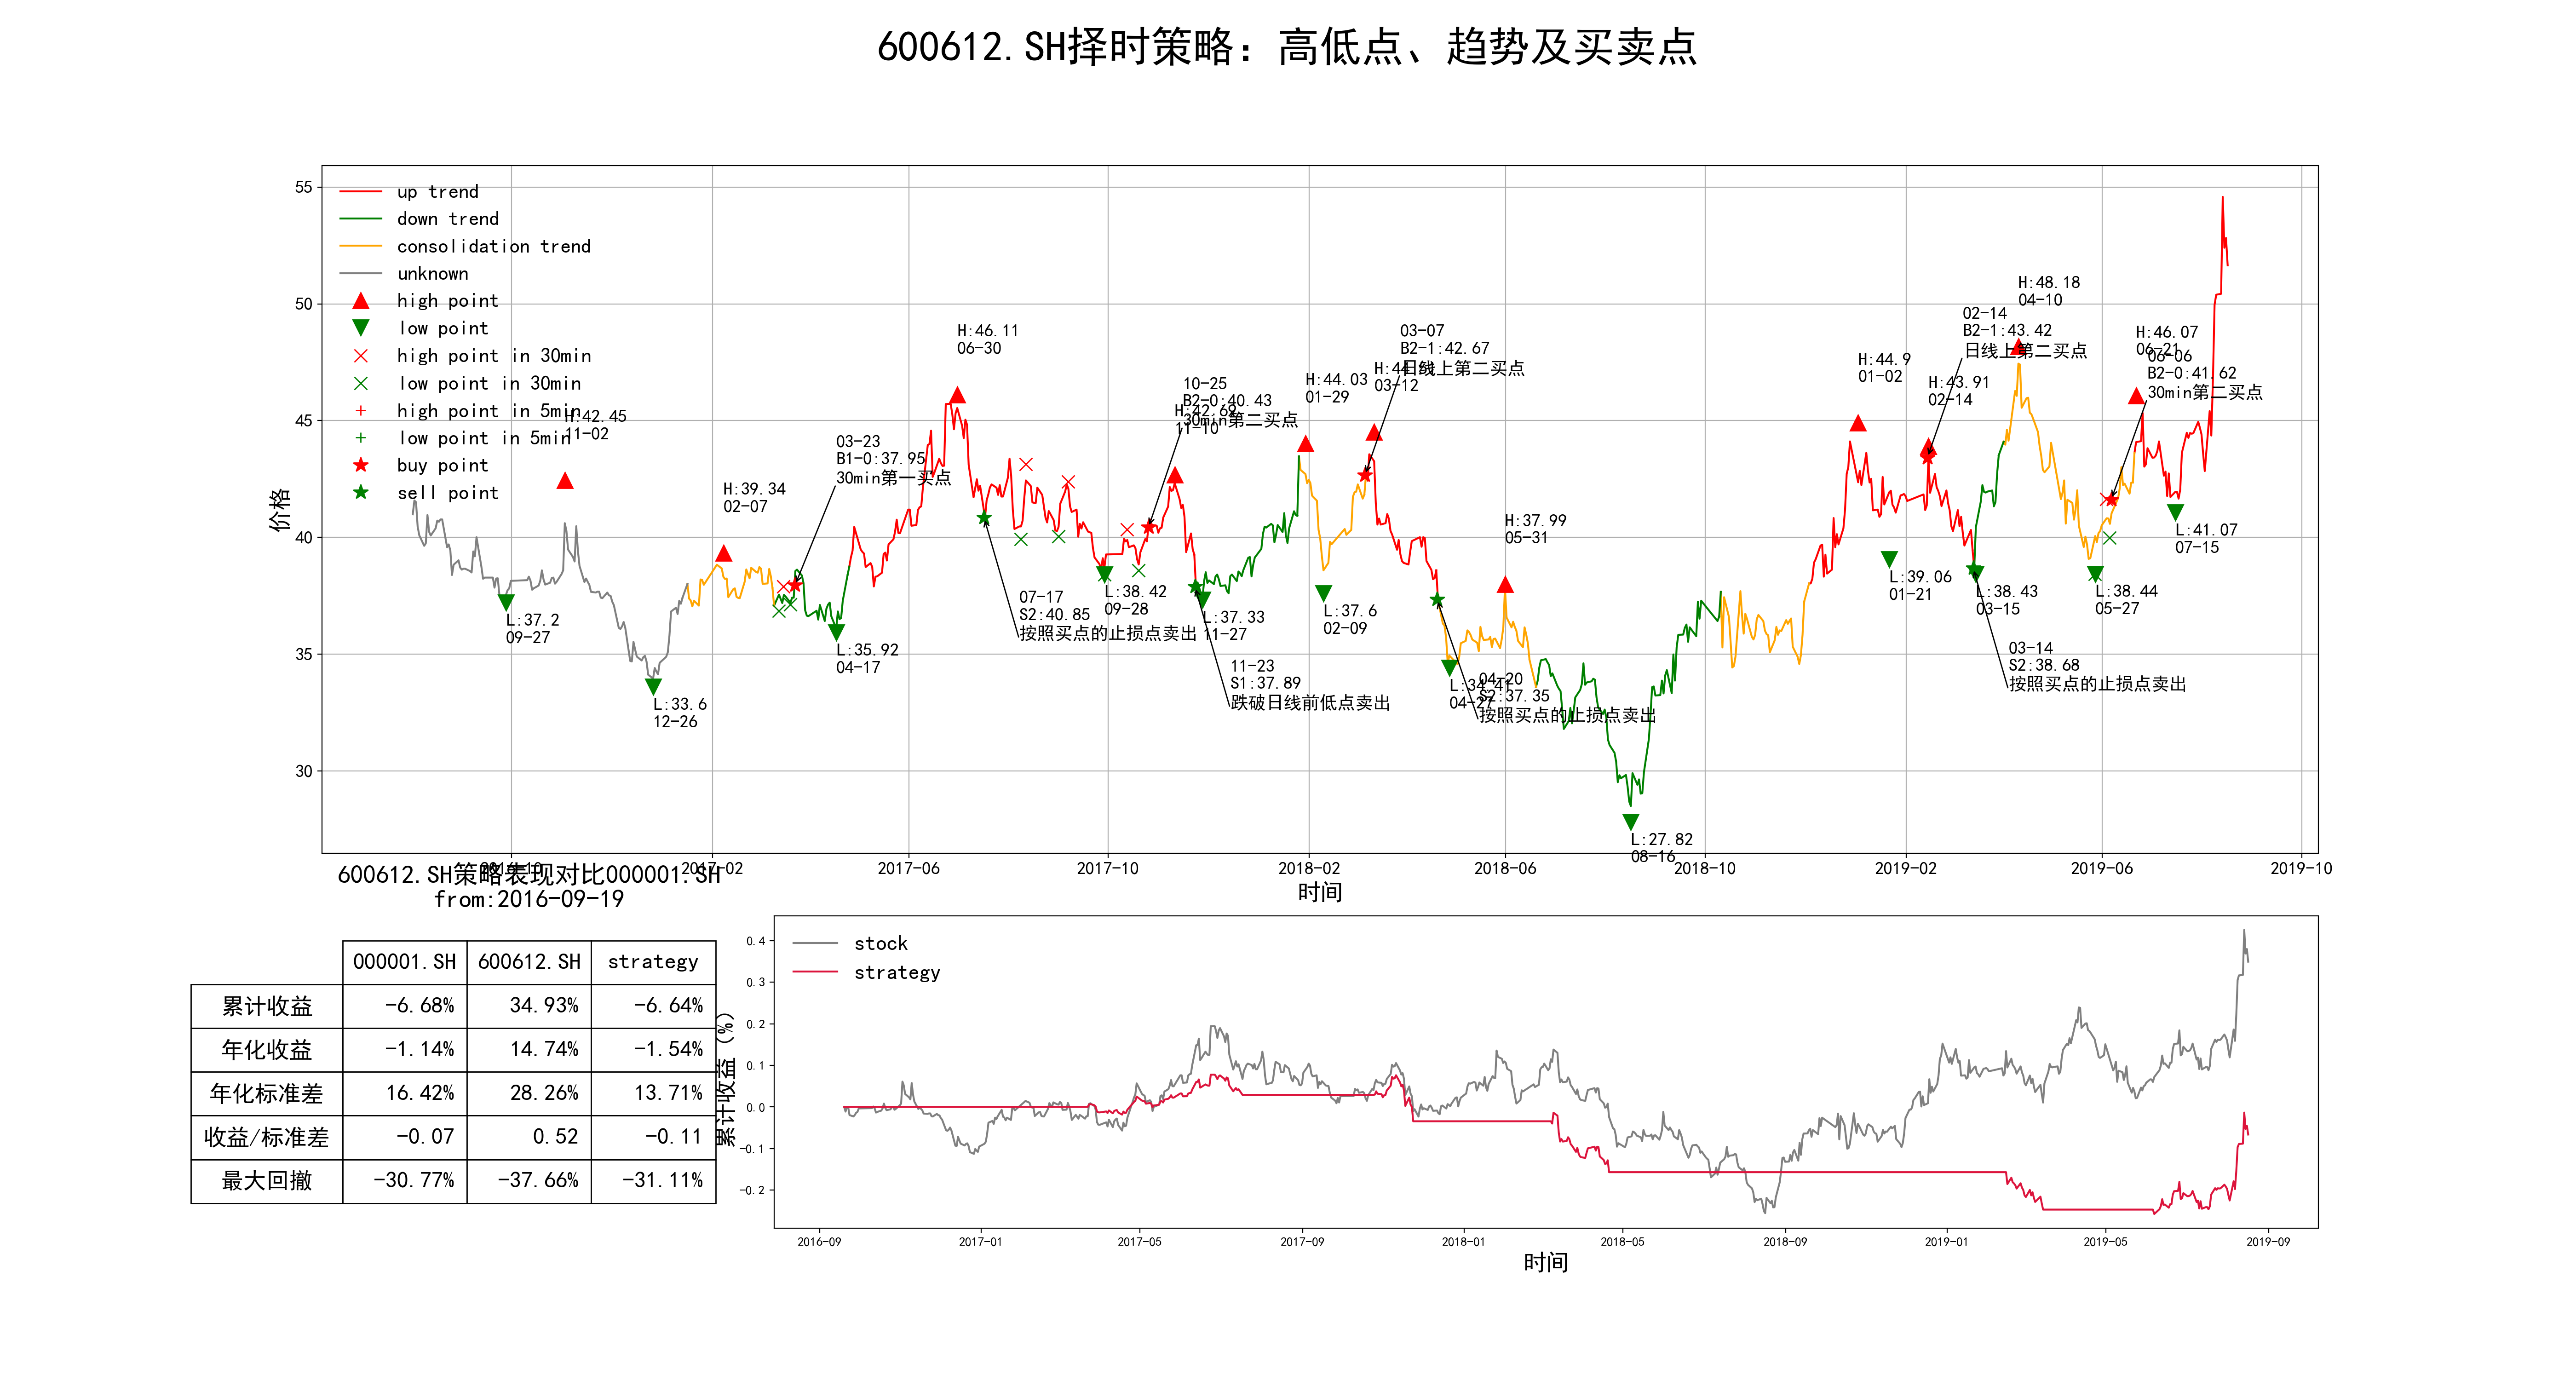 600612.SH择时策略：高低点、趋势及买卖点
价格
55
50
45
40
35
30
up trend
down trend
consolidation trend
unknown
high point
low point
high point in 30min
low point in 30min
high point in 5min
low point in 5min
buy point
sell point
H:42.45
11-02
L:37.2
09-27
L:33.6
12-26
H:39.34
02-07
03-23
B1-0:37.95
30min第一买点
L:35.92
04-17
H:46.11
06-30
07-17
S2:40.85
按照买点的止损点卖出
L:38.42
09-28
10-25
B2-0:40.43
30min第二买点
H:42.69
11-10
L:37.33
11-27
11-23
S1:37.89
跌破日线前低点卖出
H:44.03
01-29
L:37.6
02-09
03-07
B2-1:42.67
日线上第二买点
03-12
04-20
S2:37.35
按照买点的止损点卖出
L:34.41
04-27
H:37.99
05-31
L:27.82
08-16
H:44.9
01-02
L:39.06
01-21
02-14
B2-1:43.42
日线上第二买点
H:43.91
02-14
L:38.43
03-15
03-14
S2:38.68
按照买点的止损点卖出
H:48.18
04-10
L:38.44
05-27
H:46.07
06-21
06-06
B2-0:41.62
30min第二买点
L:41.07
07-15
2016-10
2017-02
2017-06
2017-10
2018-02
2018-06
2018-10
2019-02
2019-06
2019-10
时间
600612.SH策略表现对比000001.SH
from:2016-09-19
000001.SH 600612.SH strategy
累计收益 -6.68% 34.93% -6.64%
年化收益 -1.14% 14.74% -1.54%
年化标准差 16.42% 28.26% 13.71%
收益/标准差 -0.07 0.52 -0.11
最大回撤 -30.77% -37.66% -31.11%
累计收益（%）
0.4
0.3
0.2
0.1
0.0
-0.1
-0.2
stock
strategy
2016-09
2017-01
2017-05
2017-09
2018-01
2018-05
2018-09
2019-01
2019-05
2019-09
时间